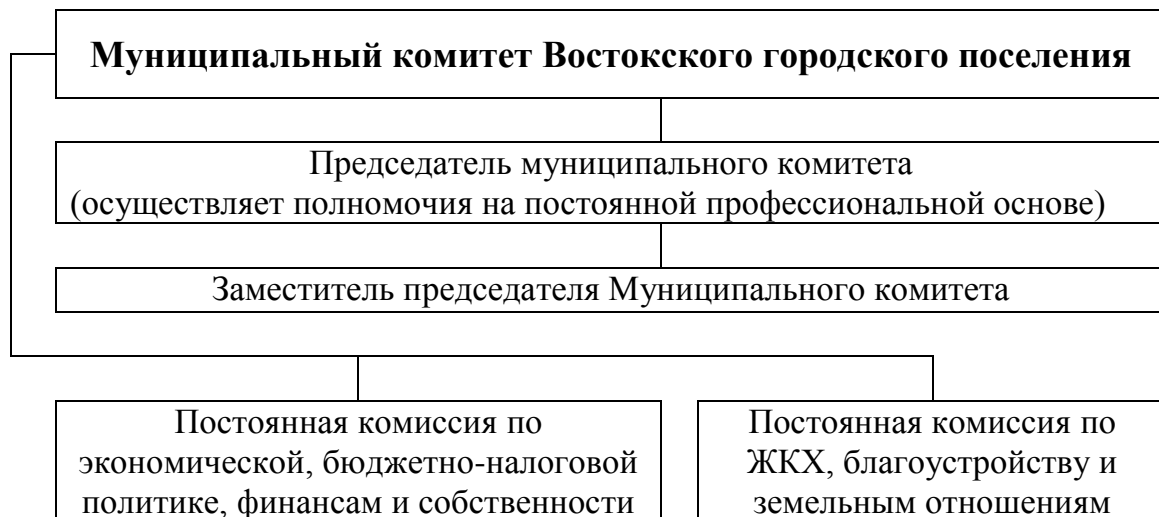 Муниципальный комитет Востокского городского поселения
Председатель муниципального комитета
(осуществляет полномочия на постоянной профессиональной основе)
Заместитель председателя Муниципального комитета
Постоянная комиссия по
экономической, бюджетно-налоговой
политике, финансам и собственности
Постоянная комиссия по
ЖКХ, благоустройству и
земельным отношениям